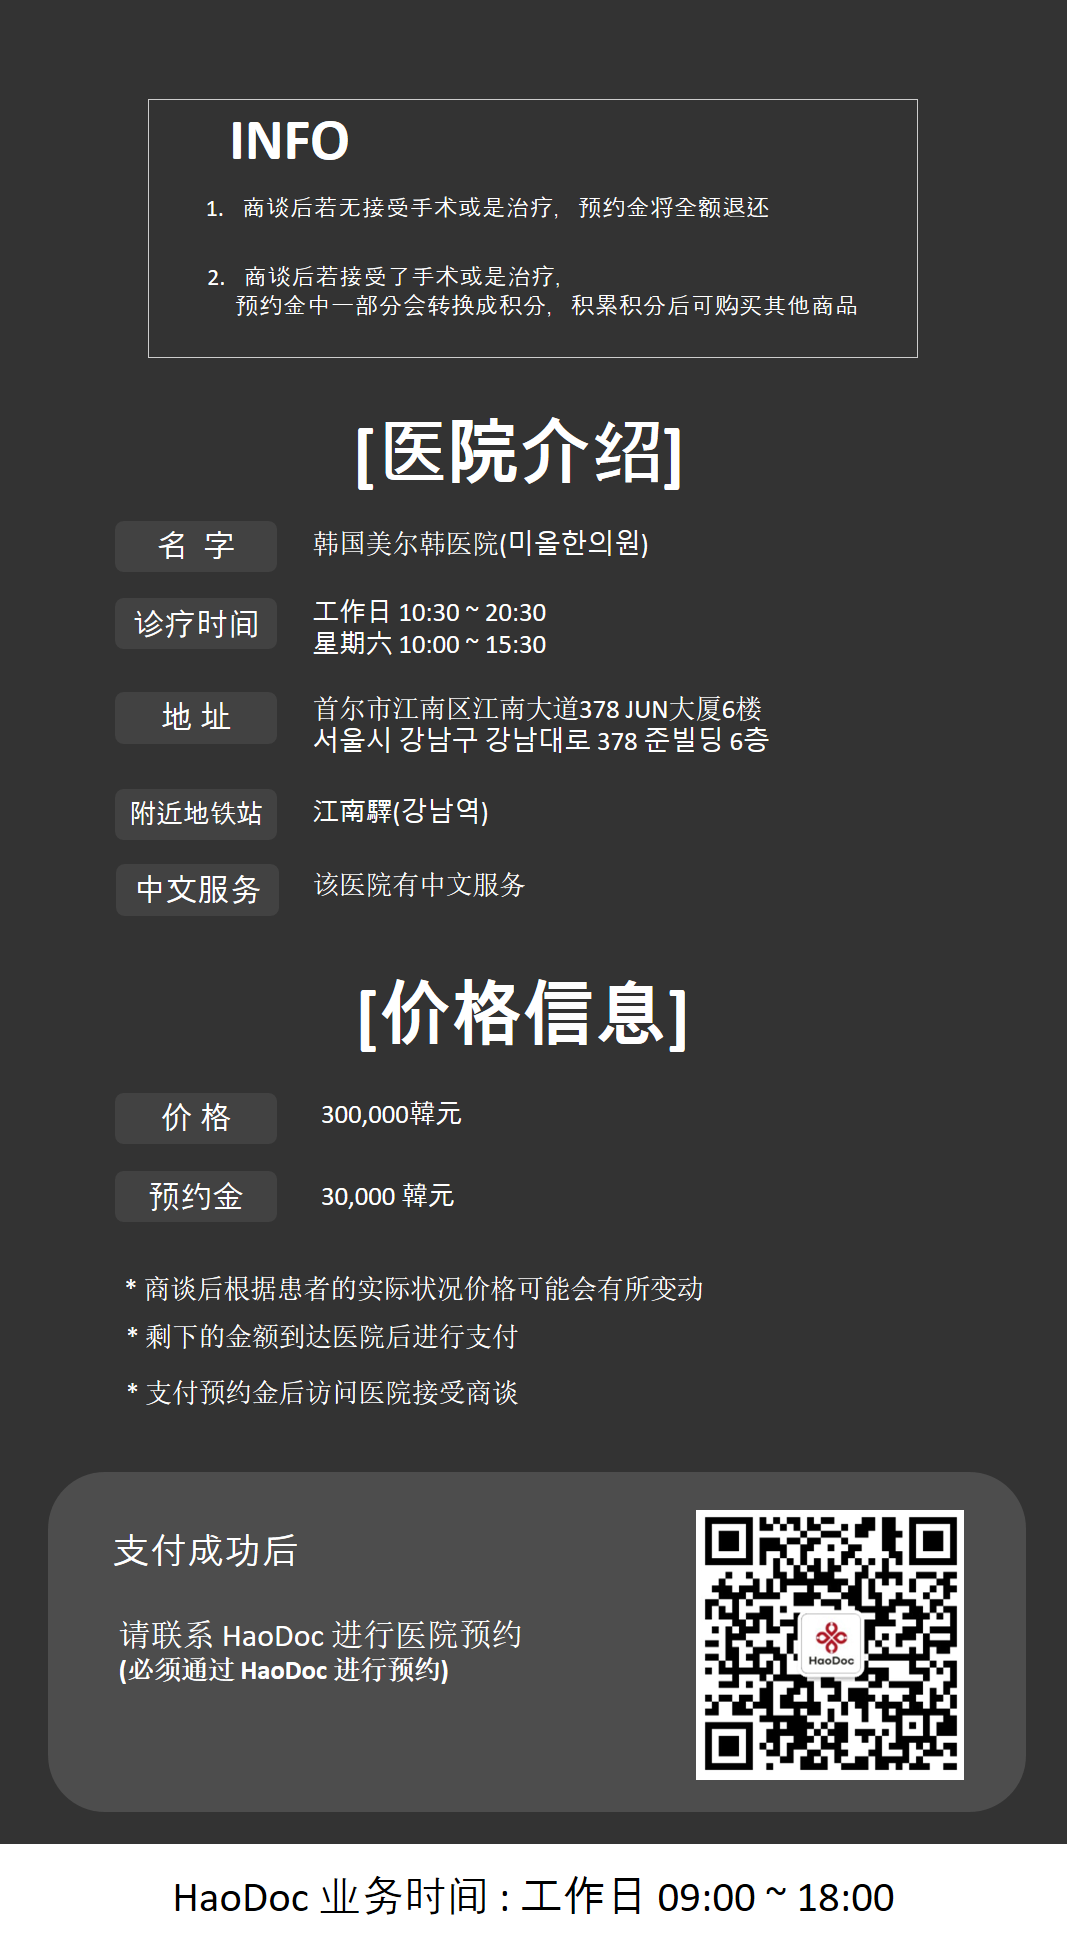 INFO
1. 商谈后若无接受手术或是治疗, 预约金将全额退还
2. 商谈后若接受了手术或是治疗,
预约金中一部分会转换成积分, 积累积分后可购买其他商品
[医院介绍]
名 字
韩国美尔韩医院(미올한의원)
诊疗时间
工作日 10:30 ~ 20:30
星期六 10:00 ~ 15:30
地 址
首尔市江南区江南大道378 JUN大厦6楼
서울시 강남구 강남대로 378 준빌딩 6층
附近地铁站
江南驛(강남역)
中文服务
该医院有中文服务
[价格信息]
价 格
300,000韓元
预约金
30,000 韓元
* 商谈后根据患者的实际状况价格可能会有所变动
* 剩下的金额到达医院后进行支付
* 支付预约金后访问医院接受商谈
支付成功后
请联系 HaoDoc 进行医院预约
(必须通过 HaoDoc 进行预约)
HaoDoc
HaoDoc 业务时间 : 工作日 09:00 ~ 18:00